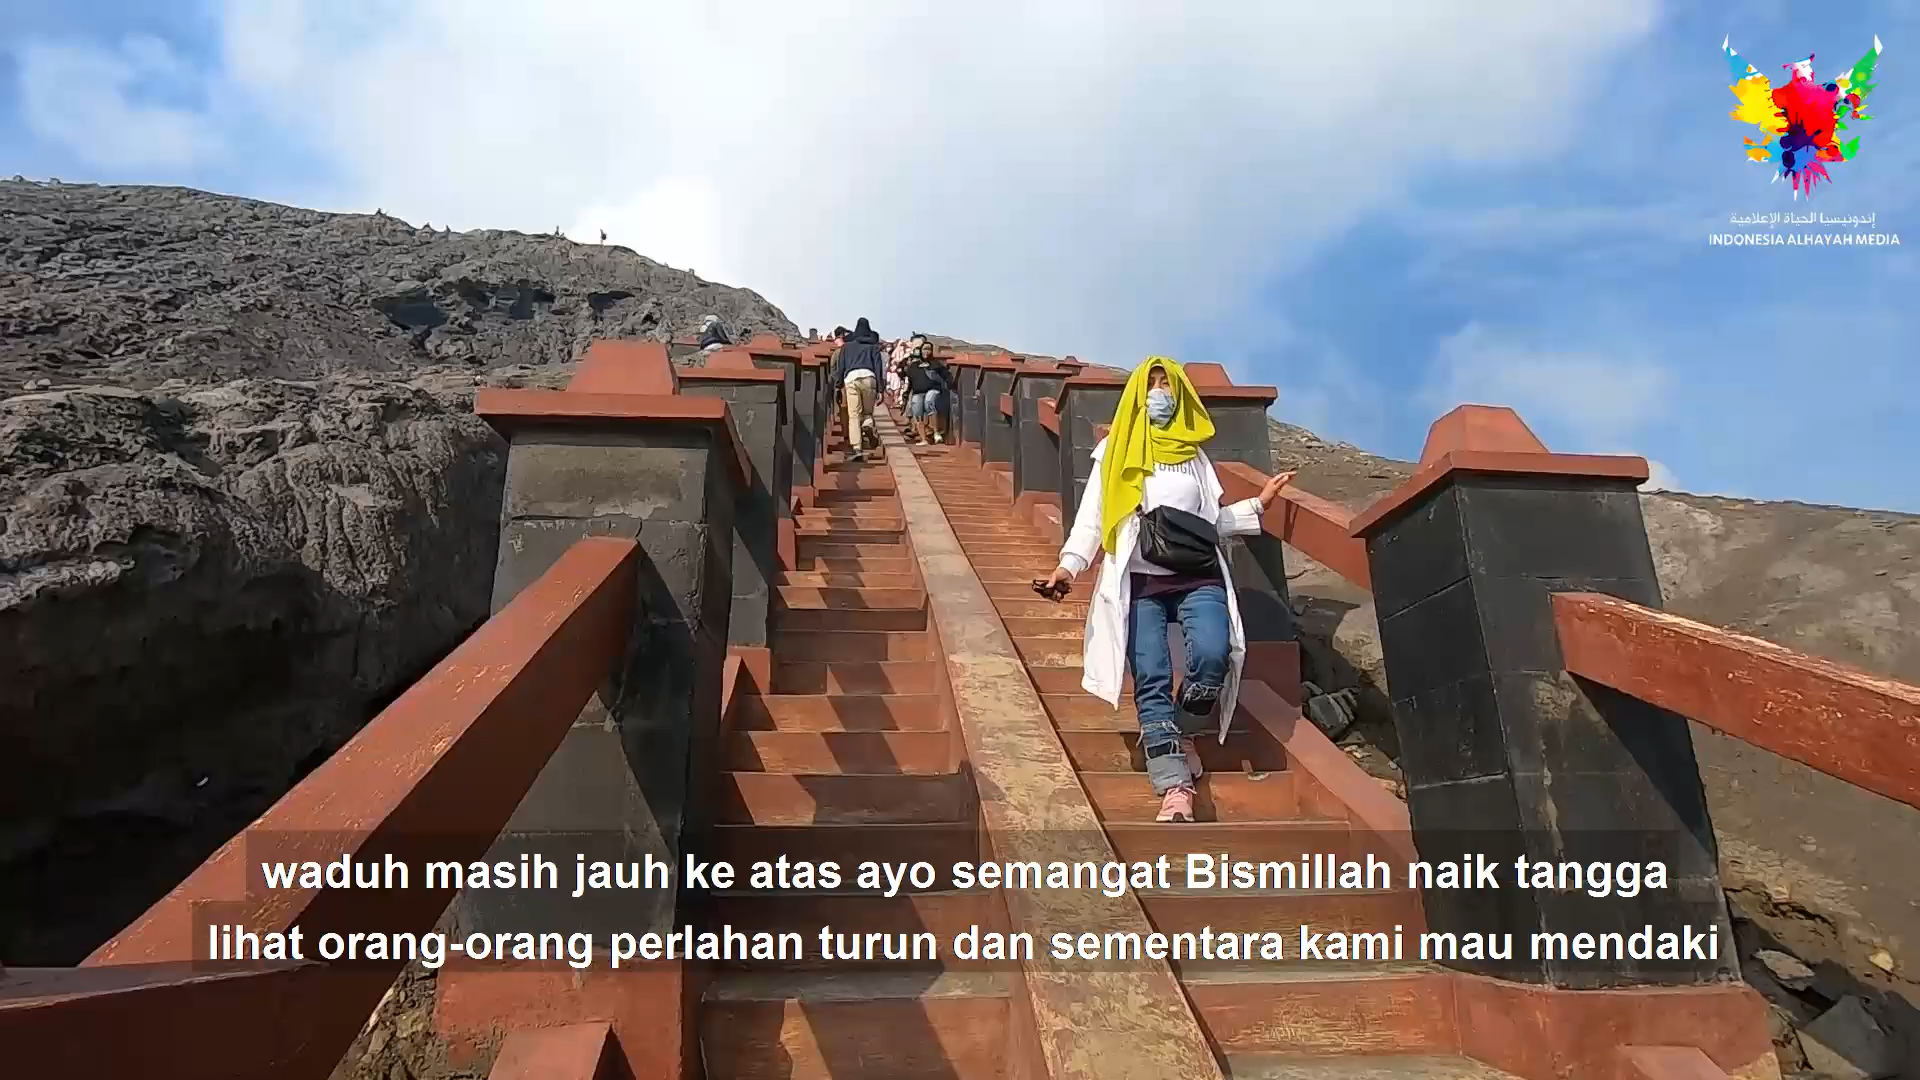 إندونيسيا الحياة الإعلامية
INDONESIA ALHAYAH MEDIA
waduh masih jauh ke atas ayo semangat Bismillah naik tangga
lihat orang-orang perlahan turun dan sementara kami mau mendaki